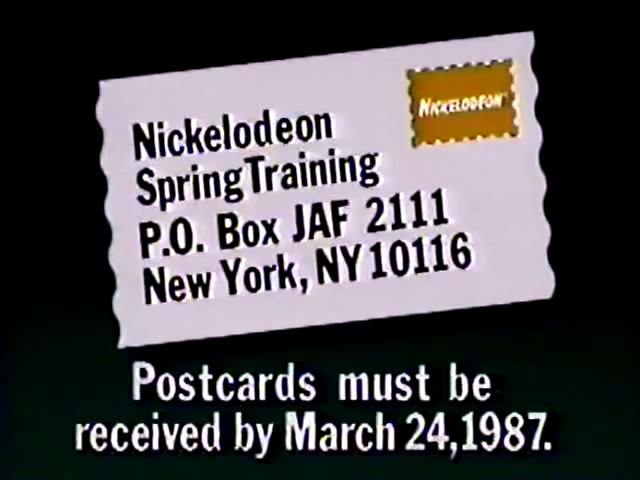 NICKELODEON
Nickelodeon
Spring Training
P.O. Box JAF 2111
New York, NY 10116
Postcards must be
received by March 24,1987.